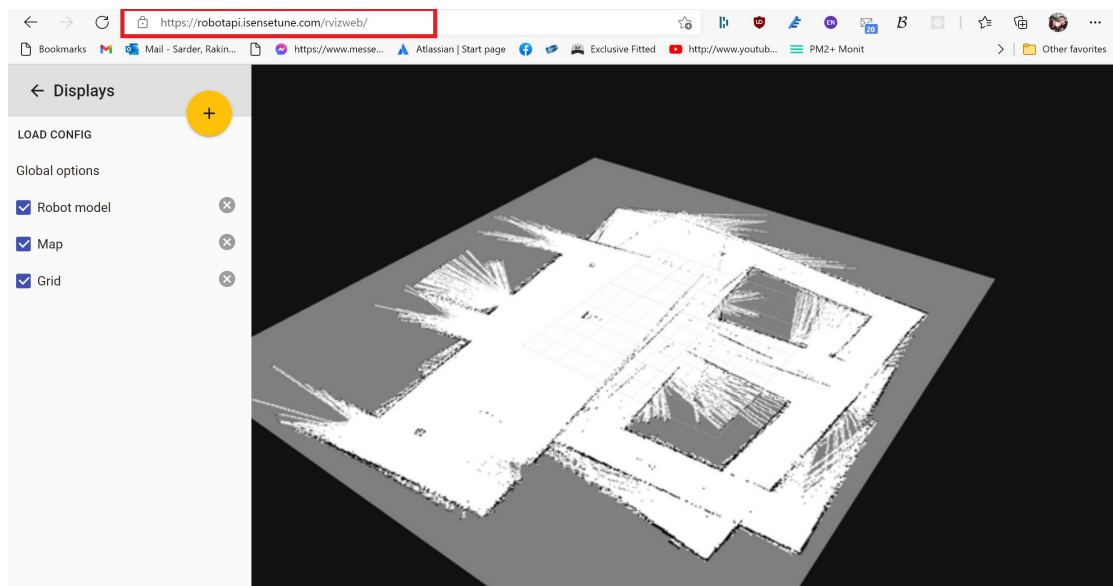 https://robotapi.isensetune.com/rvizweb/
20
Bookmarks Mail - Sarder, Rakin... https://www.messe... Atlassian | Start page Exclusive Fitted http://www.youtub... PM2+ Monit Other favorites
Displays
+
LOAD CONFIG
Global options
Robot model
Map
Grid